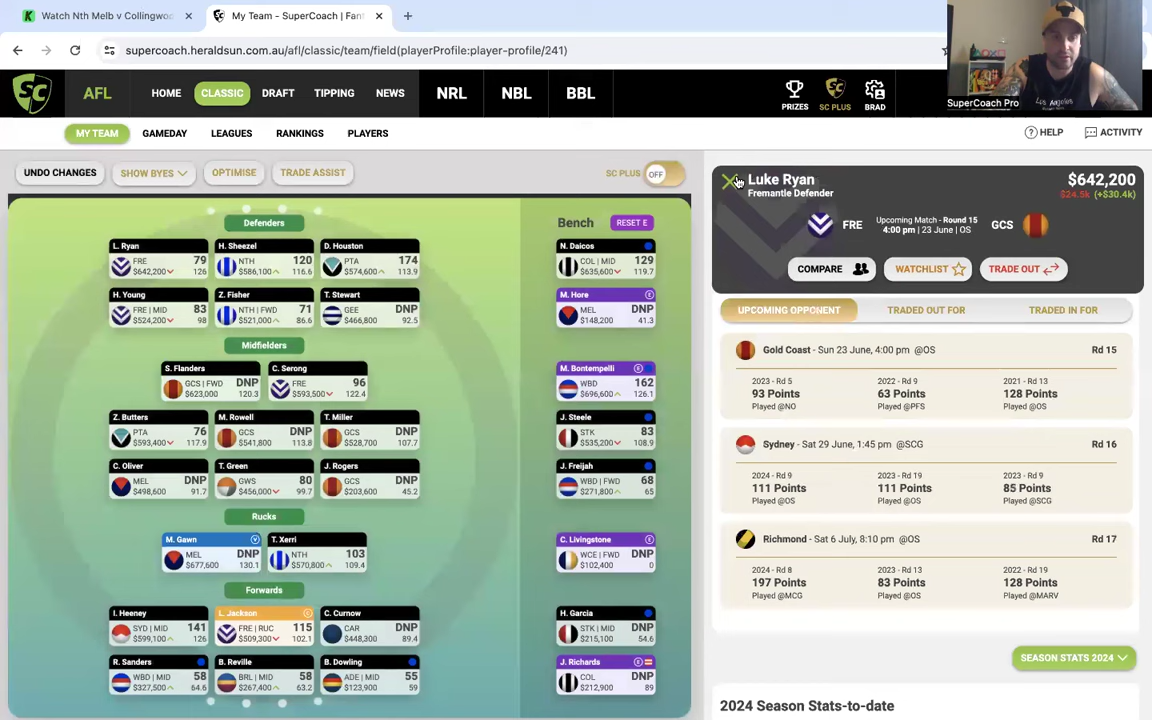 Watch Nth Melb v Collingwoo
My Team - SuperCoach | Fan
supercoach.heraldsun.com.au/afl/classic/team/field(playerProfile:player-profile/241)
SuperCoach Pro
SC AFL HOME CLASSIC DRAFT TIPPING NEWS NRL NBL BBL PRIZES SC PLUS BRAD
MY TEAM GAMEDAY LEAGUES RANKINGS PLAYERS HELP ACTIVITY
UNDO CHANGES SHOW BYES OPTIMISE TRADE ASSIST SC PLUS OFF
Defenders Bench RESET E
L. Ryan H. Sheezel D. Houston N. Daicos
FRE 79 NTH 120 PTA 174 COL | MID 129
$642,200 126 $586,100 116.6 $574,600 113.9 $635,600 119.7
H. Young Z. Fisher T. Stewart M. Hore E
FRE | MID 83 NTH | FWD 71 GEE DNP MEL DNP
$524,200 98 $521,000 86.6 $466,800 92.5 $148,200 41.3
Midfielders
S. Flanders C. Serong M. Bontempelli E
GCS | FWD DNP FRE 96 WBD 162
$623,000 120.3 $593,500 122.4 $696,600 126.1
Z. Butters M. Rowell T. Miller J. Steele
PTA 76 GCS DNP GCS DNP STK 83
$593,400 117.9 $541,800 113.8 $528,700 107.7 $535,200 108.9
C. Oliver T. Green J. Rogers J. Freijah
MEL DNP GWS 80 GCS DNP WBD | FWD 68
$498,600 91.7 $456,000 99.7 $203,600 45.2 $271,800 65
Rucks
M. Gawn V T. Xerri C. Livingstone E
MEL DNP NTH 103 WCE | FWD DNP
$677,600 130.1 $570,800 109.4 $102,400 0
Forwards
I. Heeney L. Jackson C C. Curnow H. Garcia
SYD | MID 141 FRE | RUC 115 CAR DNP STK | MID DNP
$599,100 126 $509,300 102.1 $448,300 89.4 $215,100 54.6
R. Sanders B. Reville B. Dowling J. Richards E
WBD | MID 58 BRL | MID 58 ADE | MID 55 COL DNP
$327,500 64.6 $267,400 63.2 $123,900 59 $212,900 89
Luke Ryan $642,200
Fremantle Defender $24.5k (+$30.4k)
FRE Upcoming Match - Round 15 GCS
4:00 pm | 23 June | OS
COMPARE WATCHLIST TRADE OUT
UPCOMING OPPONENT TRADED OUT FOR TRADED IN FOR
Gold Coast - Sun 23 June, 4:00 pm @OS Rd 15
2023 - Rd 5 2022 - Rd 9 2021 - Rd 13
93 Points 63 Points 128 Points
Played @NO Played @PFS Played @OS
Sydney - Sat 29 June, 1:45 pm @SCG Rd 16
2024 - Rd 9 2023 - Rd 19 2023 - Rd 9
111 Points 111 Points 85 Points
Played @OS Played @OS Played @SCG
Richmond - Sat 6 July, 8:10 pm @OS Rd 17
2024 - Rd 8 2023 - Rd 13 2022 - Rd 19
197 Points 83 Points 128 Points
Played @MCG Played @OS Played @MARV
SEASON STATS 2024
2024 Season Stats-to-date